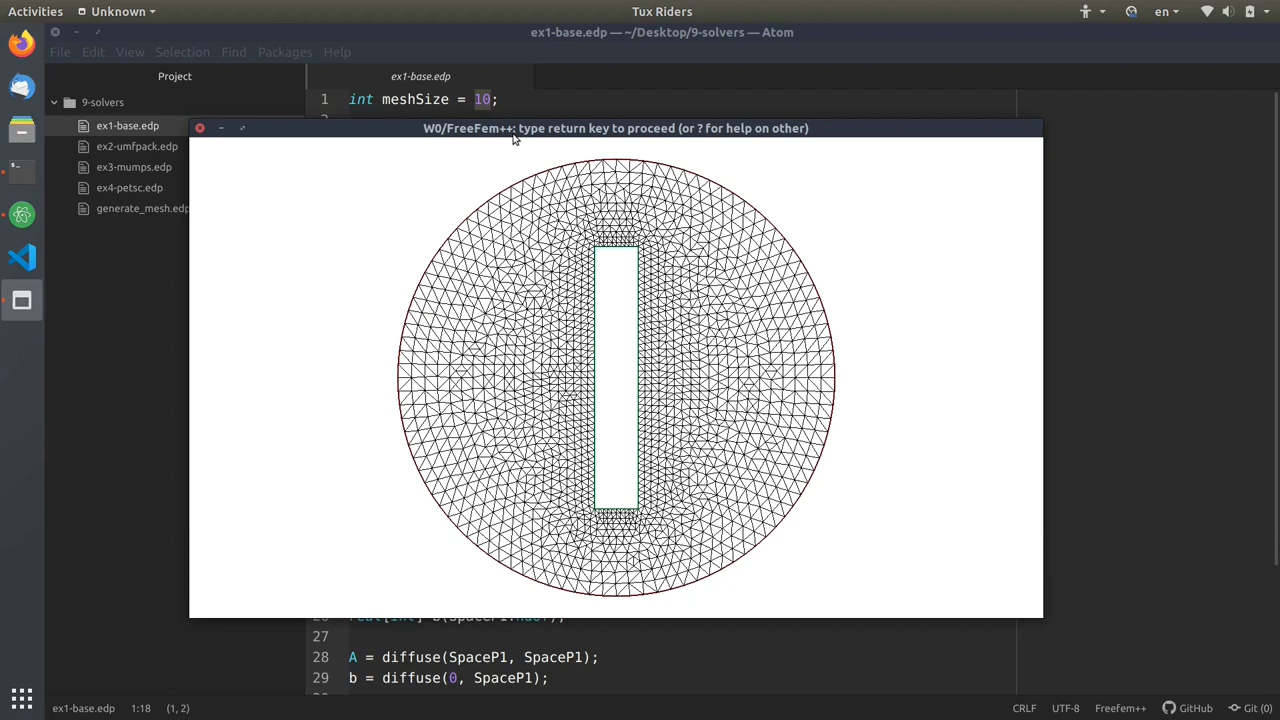 Activities
Unknown
Tux Riders
en
ex1-base.edp — ~/Desktop/9-solvers — Atom
File Edit View Selection Find Packages Help
Project
ex1-base.edp
9-solvers
ex1-base.edp
ex2-umfpack.edp
ex3-mumps.edp
ex4-petsc.edp
generate_mesh.edp
1 int meshSize = 10;
W0/FreeFem++: type return key to proceed (or ? for help on other)
27
28 A = diffuse(SpaceP1, SpaceP1);
29 b = diffuse(0, SpaceP1);
ex1-base.edp 1:18 (1, 2) CRLF UTF-8 Freefem++ GitHub Git (0)